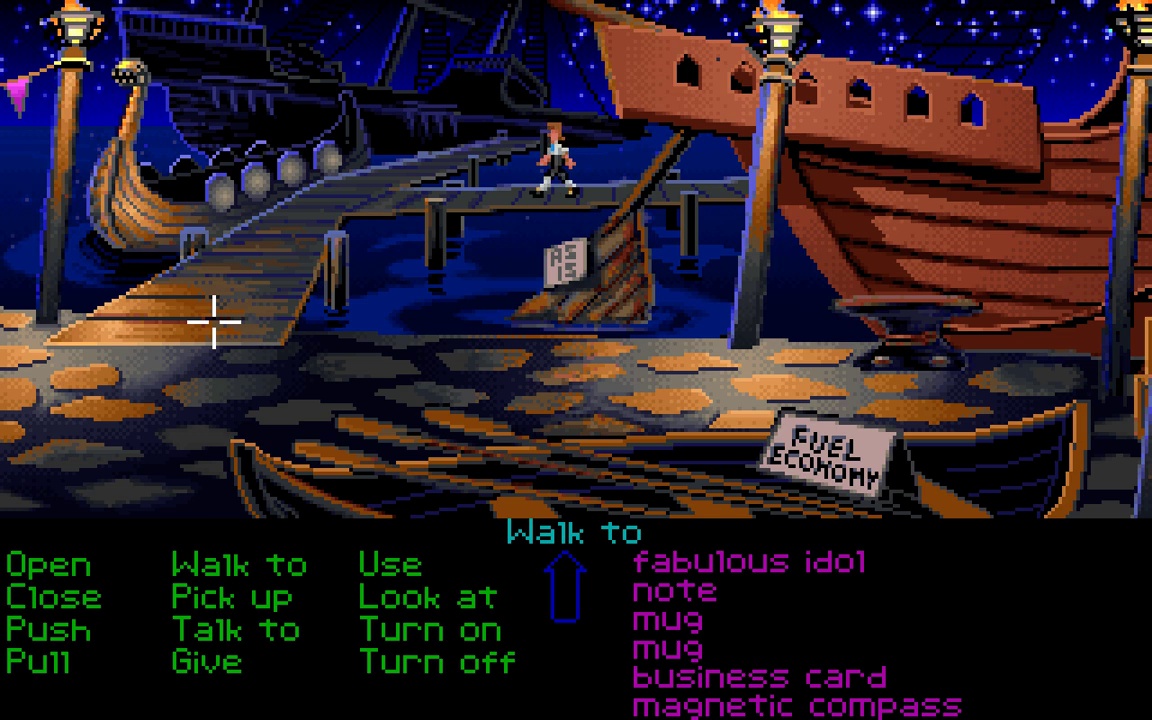 AS
IS
FUEL
ECONOMY
Walk to
Open Walk to Use fabulous idol
Close Pick up Look at note
Push Talk to Turn on mug
Pull Give Turn off mug
business card
magnetic compass